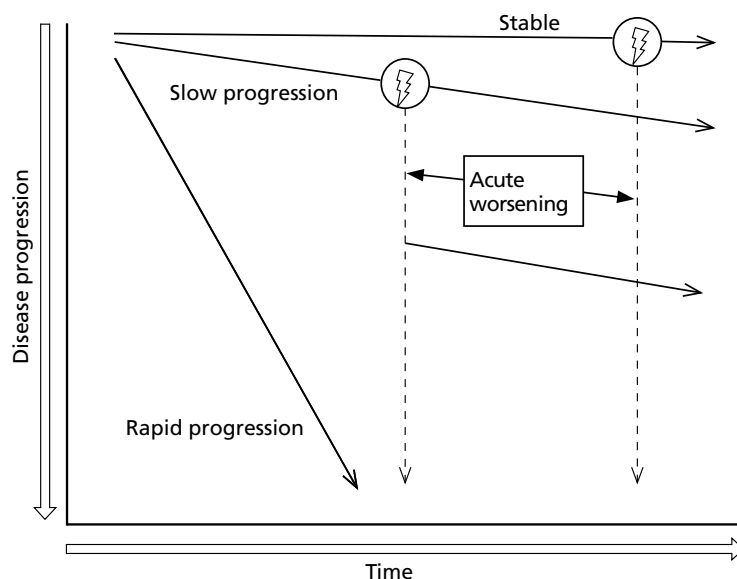 Stable
Slow progression
Acute
worsening
Disease progression
Rapid progression
Time